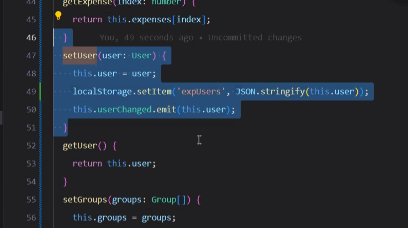 44 getExpense(index: number) {
45 return this.expenses[index];
46 } You, 49 seconds ago • Uncommitted changes
47 setUser(user: User) {
48 this.user = user;
49 localStorage.setItem('expUsers', JSON.stringify(this.user));
50 this.userChanged.emit(this.user);
51 }
52 getUser() {
53 return this.user;
54 }
55 setGroups(groups: Group[]) {
56 this.groups = groups;